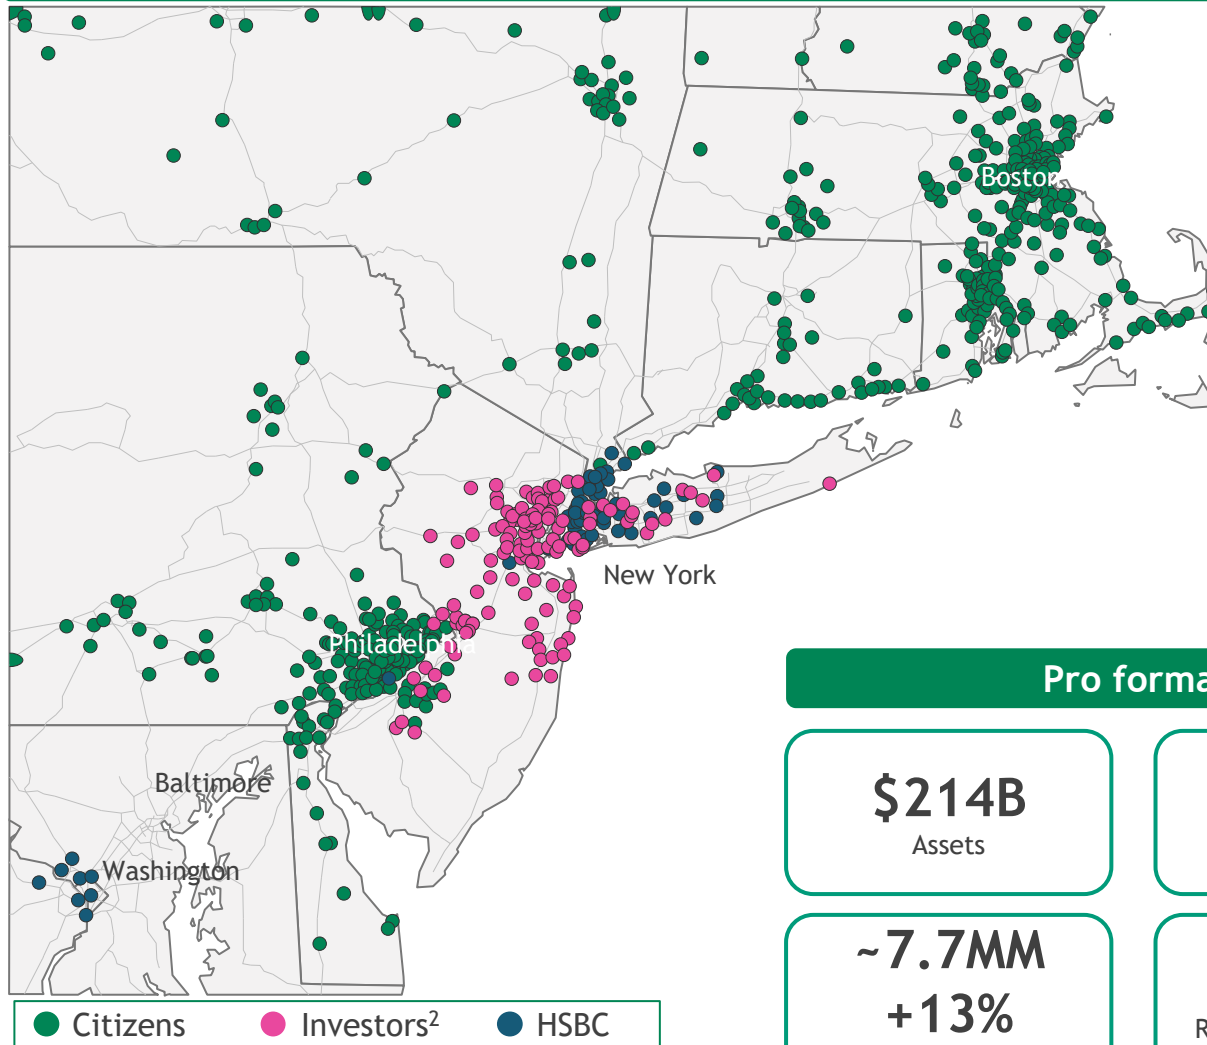 Boston
New York
Philadelphia
Pro forma
Baltimore
$214B
Assets
Washington
~7.7MM
+13%
Citizens Investors² HSBC
R